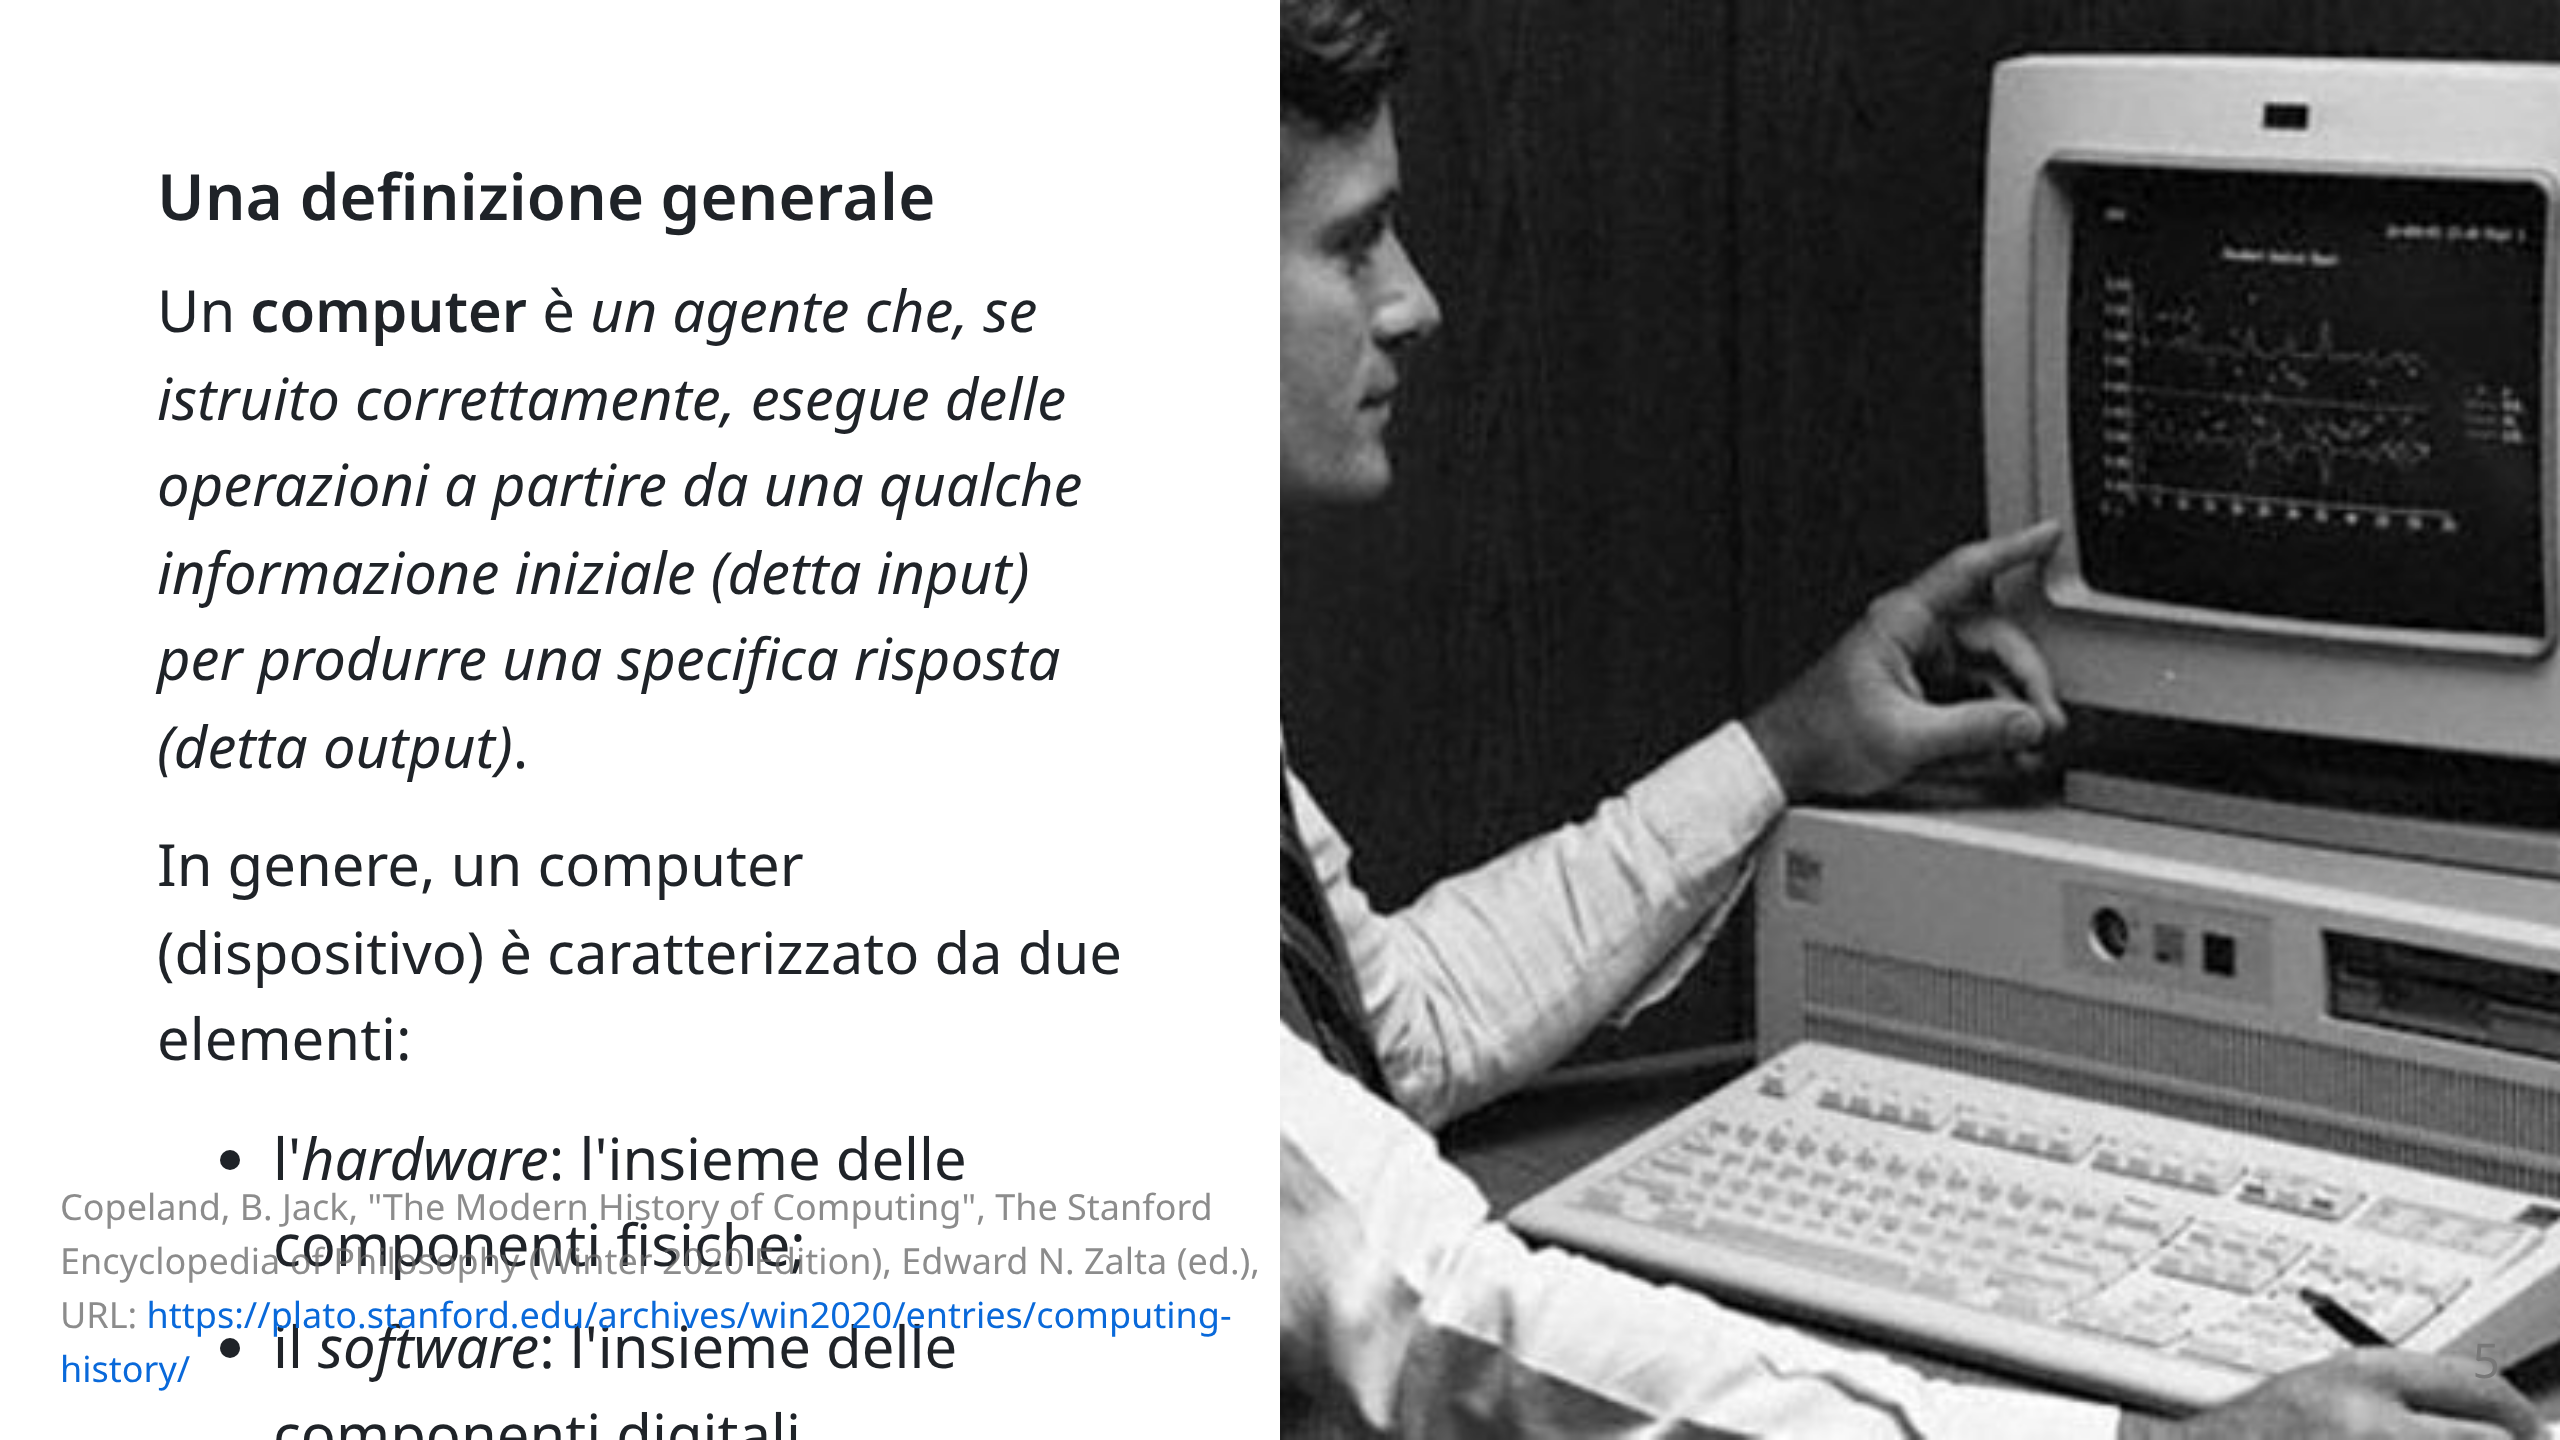 Una definizione generale
Un computer è un agente che, se
istruito correttamente, esegue delle
operazioni a partire da una qualche
informazione iniziale (detta input)
per produrre una specifica risposta
(detta output).
In genere, un computer
(dispositivo) è caratterizzato da due
elementi:
l'hardware: l'insieme delle
componenti fisiche;
il software: l'insieme delle
componenti digitali
Copeland, B. Jack, "The Modern History of Computing", The Stanford
Encyclopedia of Philosophy (Winter 2020 Edition), Edward N. Zalta (ed.),
URL: https://plato.stanford.edu/archives/win2020/entries/computing-
history/
5